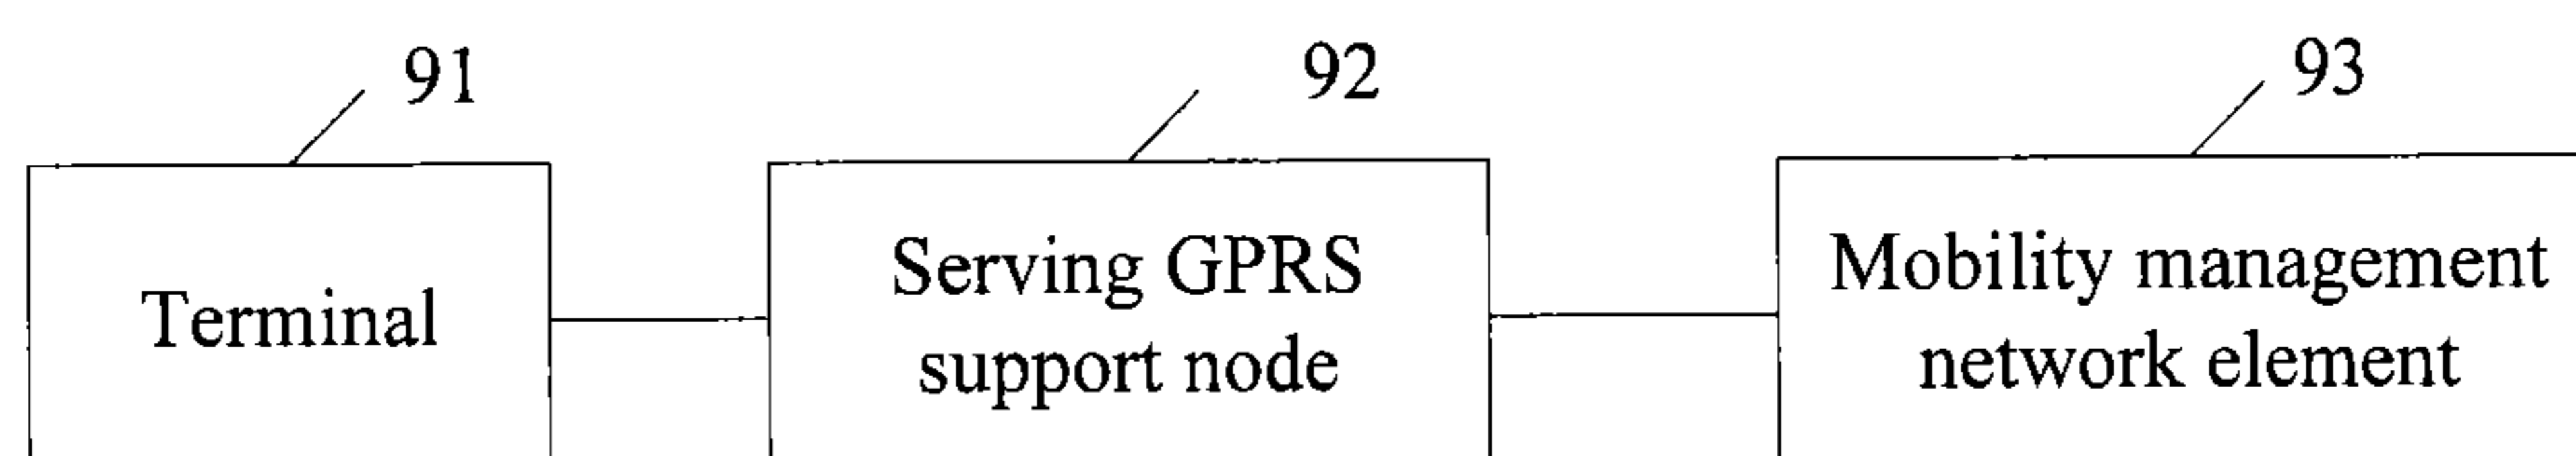 91
92
93
Terminal
Serving GPRS
support node
Mobility management
network element